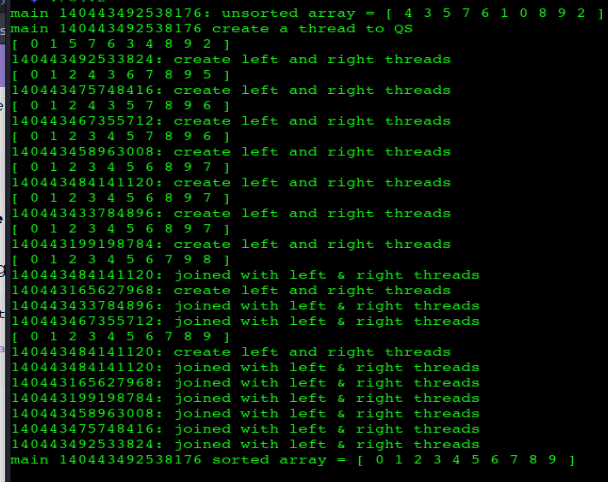 main 140443492538176: unsorted array = [ 4 3 5 7 6 1 0 8 9 2 ]
main 140443492538176 create a thread to QS
[ 0 1 5 7 6 3 4 8 9 2 ]
140443492533824: create left and right threads
[ 0 1 2 4 3 6 7 8 9 5 ]
140443475748416: create left and right threads
[ 0 1 2 4 3 5 7 8 9 6 ]
140443467355712: create left and right threads
[ 0 1 2 3 4 5 7 8 9 6 ]
140443458963008: create left and right threads
[ 0 1 2 3 4 5 6 8 9 7 ]
140443484141120: create left and right threads
[ 0 1 2 3 4 5 6 8 9 7 ]
140443433784896: create left and right threads
[ 0 1 2 3 4 5 6 8 9 7 ]
140443199198784: create left and right threads
[ 0 1 2 3 4 5 6 7 9 8 ]
140443484141120: joined with left & right threads
140443165627968: create left and right threads
140443433784896: joined with left & right threads
140443467355712: joined with left & right threads
[ 0 1 2 3 4 5 6 7 8 9 ]
140443484141120: create left and right threads
140443484141120: joined with left & right threads
140443165627968: joined with left & right threads
140443199198784: joined with left & right threads
140443458963008: joined with left & right threads
140443475748416: joined with left & right threads
140443492533824: joined with left & right threads
main 140443492538176 sorted array = [ 0 1 2 3 4 5 6 7 8 9 ]